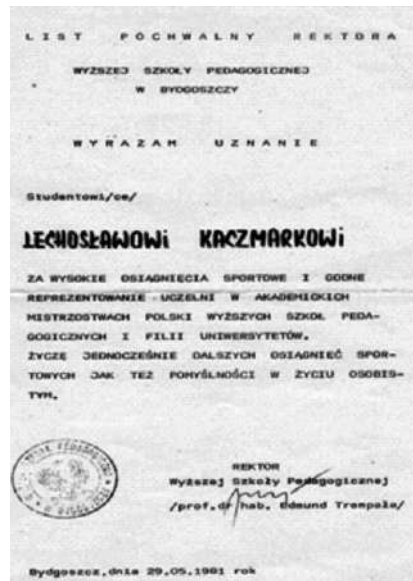 LIST POCHWALNY REKTORA
WYŻSZEJ SZKOŁY PEDAGOGICZNEJ
W BYDGOSZCZY
WYRAŻAM UZNANIE
Studentowi/ce/
LECHOSŁAWOWi KACZMARKOWi
ZA WYSOKIE OSIĄGNIĘCIA SPORTOWE I GODNE
REPREZENTOWANIE UCZELNI W AKADEMICKICH
MISTRZOSTWACH POLSKI WYŻSZYCH SZKÓŁ PEDA-
GOGICZNYCH I FILII UNIWERSYTETÓW.
ŻYCZĘ JEDNOCZEŚNIE DALSZYCH OSIĄGNIĘĆ SPOR-
TOWYCH JAK TEŻ POMYŚLNOŚCI W ŻYCIU OSOBIS-
TYM.
REKTOR
Wyższej Szkoły Pedagogicznej
/prof.dr hab. Edmund Trempała/
Bydgoszcz,dnia 29.05.1981 rok